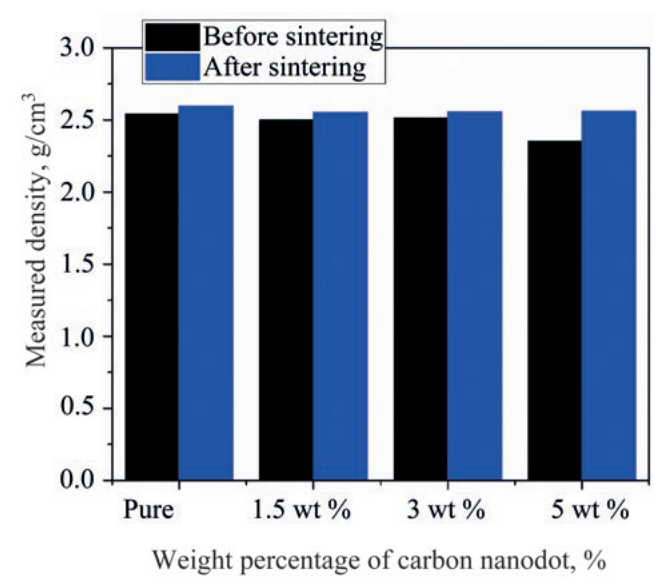 Before sintering
After sintering
3.0
2.5
2.0
1.5
1.0
0.5
0.0
Measured density, g/cm³
Pure
1.5 wt %
3 wt %
5 wt %
Weight percentage of carbon nanodot, %